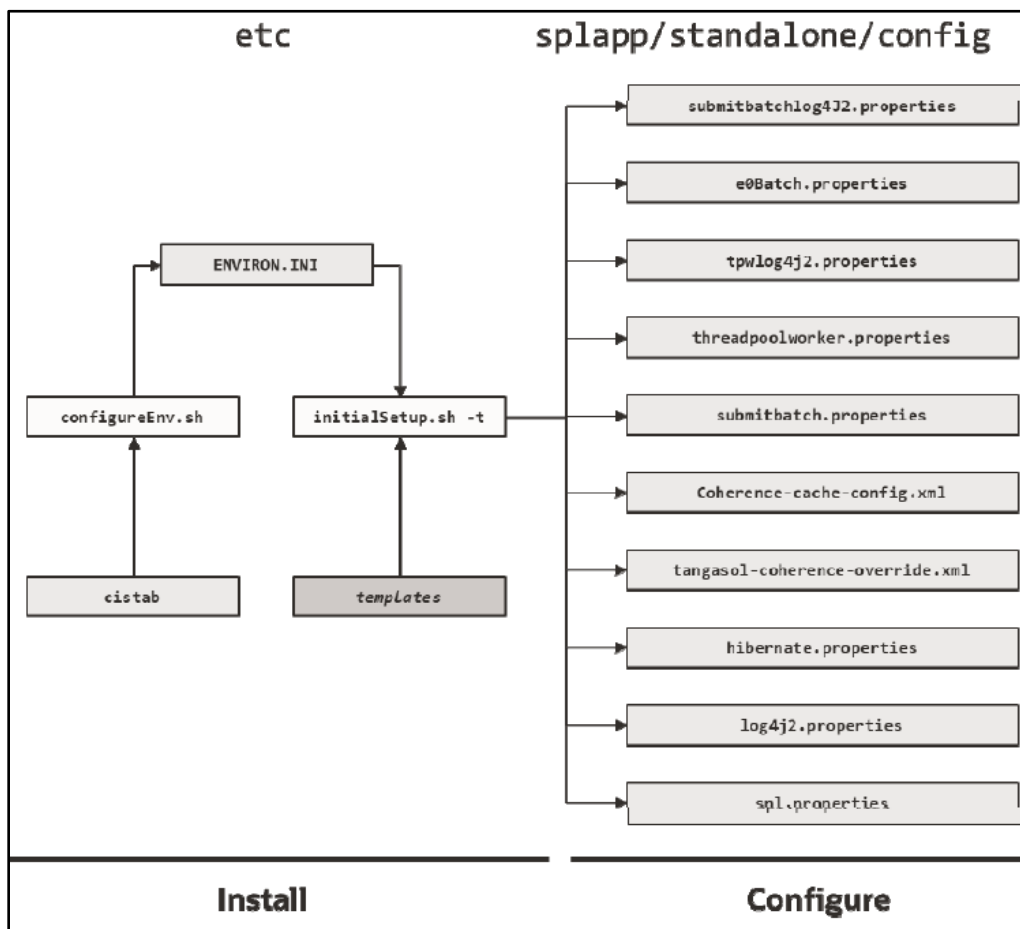 etc
splapp/standalone/config
submitbatchlog4J2.properties
e0Batch.properties
ENVIRON.INI
tpwlog4j2.properties
threadpoolworker.properties
configureEnv.sh
initialSetup.sh -t
submitbatch.properties
Coherence-cache-config.xml
cistab
templates
tangasol-coherence-override.xml
hibernate.properties
log4j2.properties
spl.properties
Install
Configure